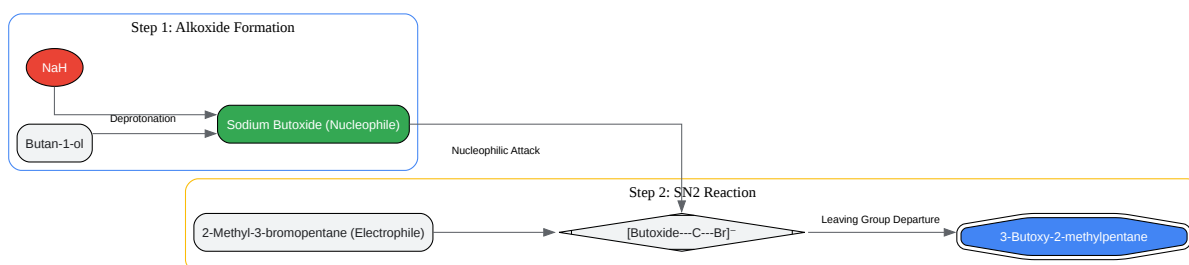 Step 1: Alkoxide Formation
NaH
Deprotonation
Butan-1-ol
Sodium Butoxide (Nucleophile)
Nucleophilic Attack
Step 2: SN2 Reaction
2-Methyl-3-bromopentane (Electrophile)
[Butoxide---C---Br]⁻
Leaving Group Departure
3-Butoxy-2-methylpentane